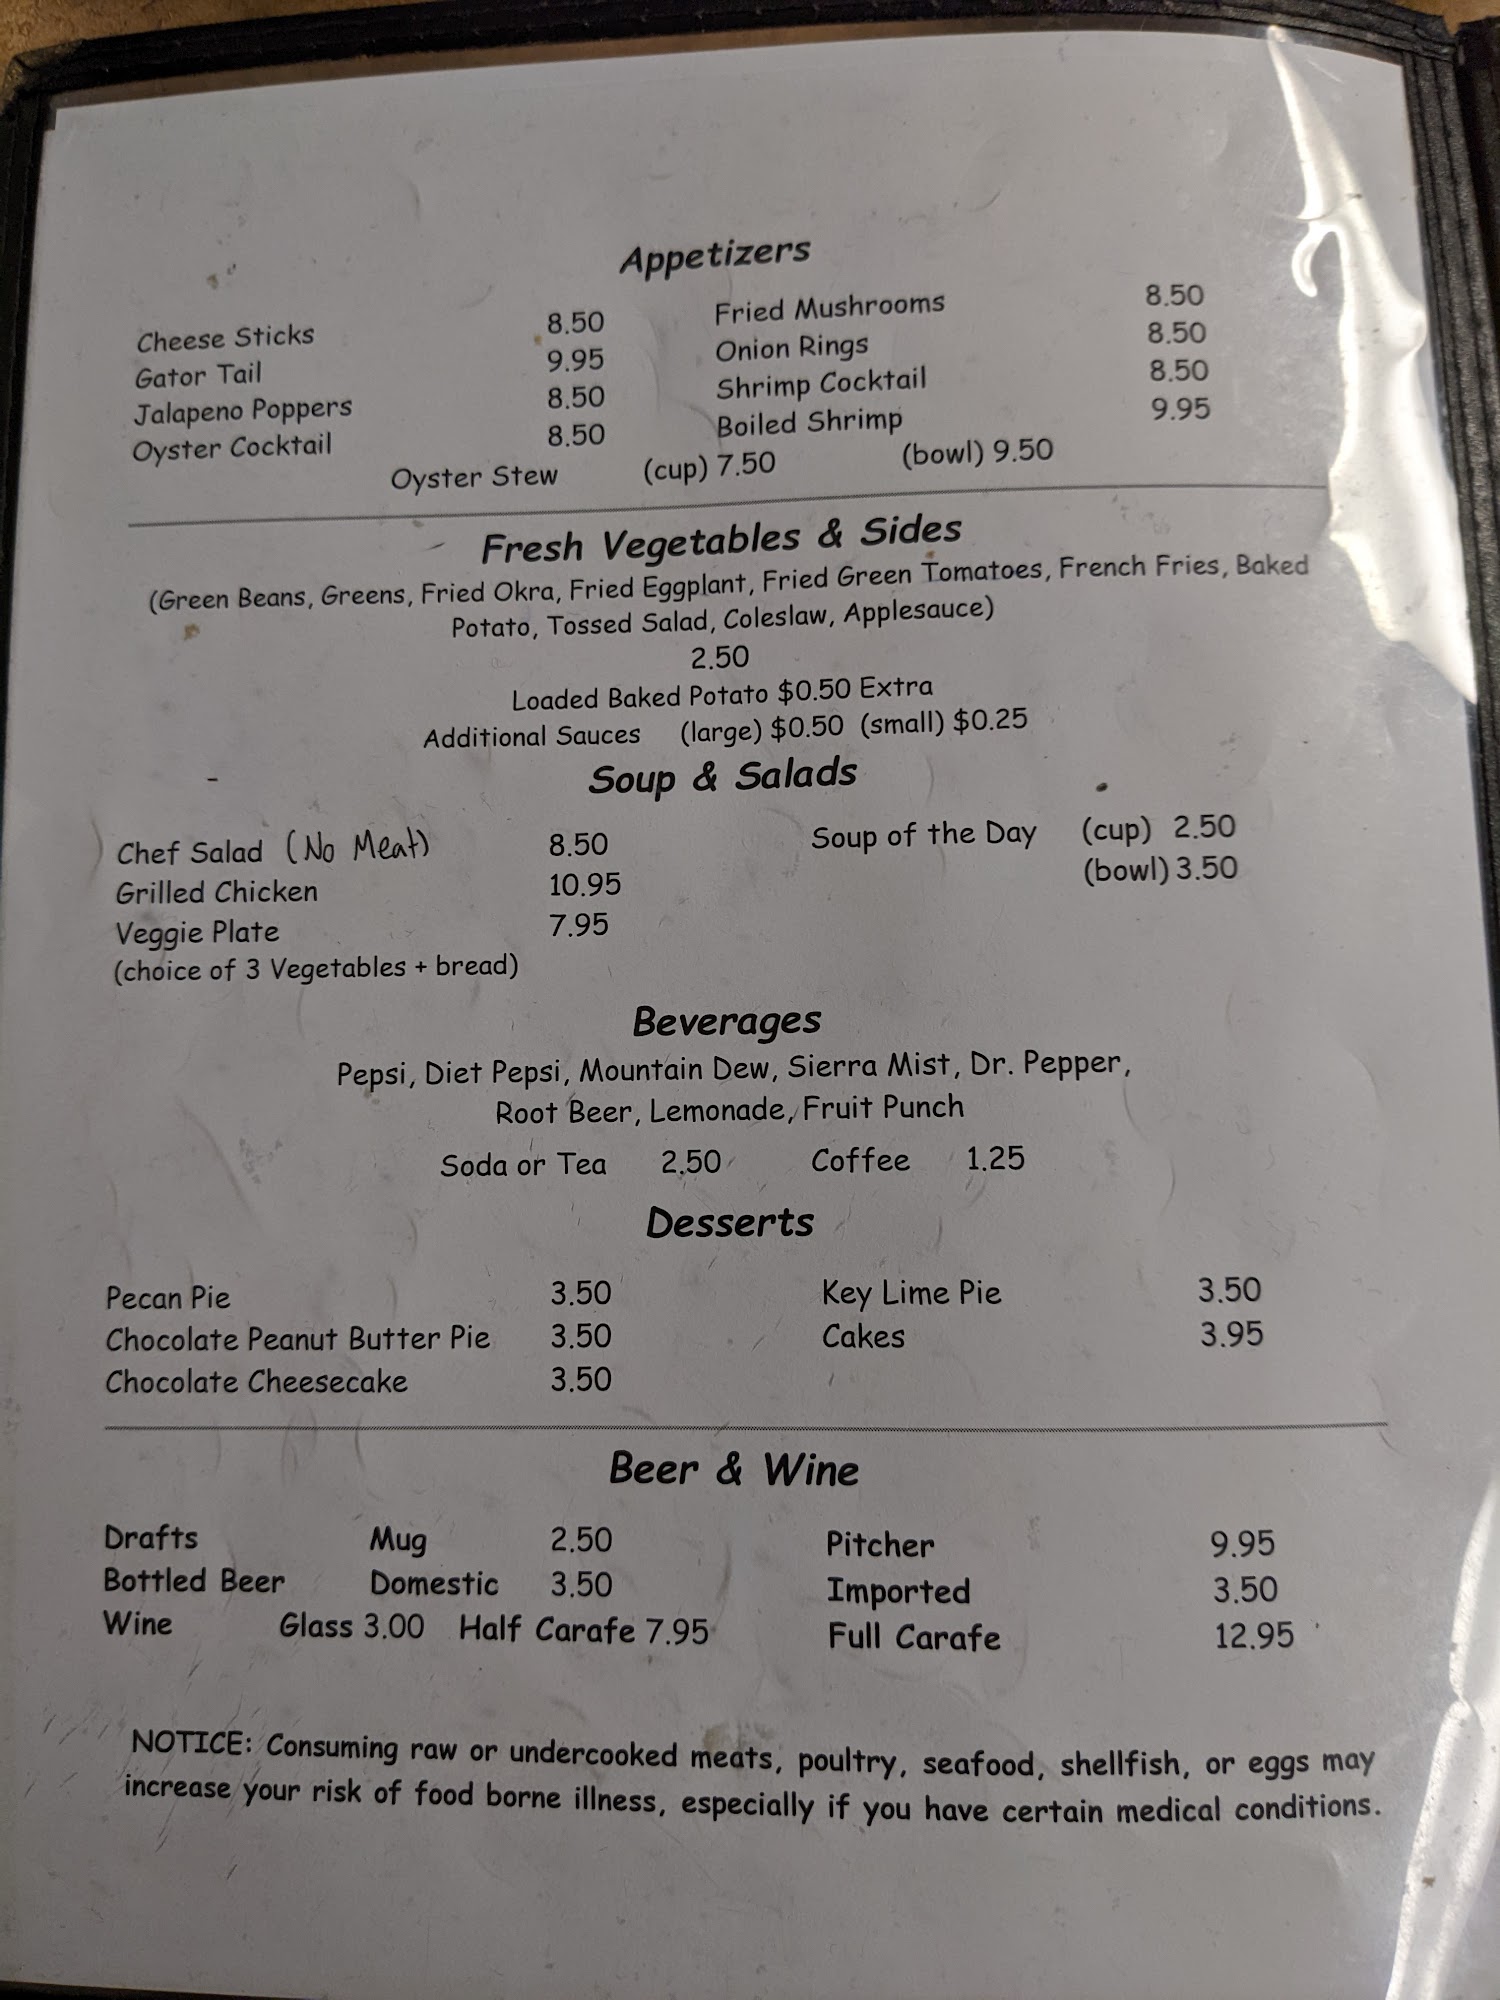 Appetizers
Cheese Sticks 8.50 Fried Mushrooms 8.50
Gator Tail 9.95 Onion Rings 8.50
Jalapeno Poppers 8.50 Shrimp Cocktail 8.50
Oyster Cocktail 8.50 Boiled Shrimp 9.95
Oyster Stew (cup) 7.50 (bowl) 9.50
Fresh Vegetables & Sides
(Green Beans, Greens, Fried Okra, Fried Eggplant, Fried Green Tomatoes, French Fries, Baked
Potato, Tossed Salad, Coleslaw, Applesauce)
2.50
Loaded Baked Potato $0.50 Extra
Additional Sauces (large) $0.50 (small) $0.25
Soup & Salads
Chef Salad (No Meat) 8.50 Soup of the Day (cup) 2.50
Grilled Chicken 10.95 (bowl) 3.50
Veggie Plate 7.95
(choice of 3 Vegetables + bread)
Beverages
Pepsi, Diet Pepsi, Mountain Dew, Sierra Mist, Dr. Pepper,
Root Beer, Lemonade, Fruit Punch
Soda or Tea 2.50 Coffee 1.25
Desserts
Pecan Pie 3.50 Key Lime Pie 3.50
Chocolate Peanut Butter Pie 3.50 Cakes 3.95
Chocolate Cheesecake 3.50
Beer & Wine
Drafts Mug 2.50 Pitcher 9.95
Bottled Beer Domestic 3.50 Imported 3.50
Wine Glass 3.00 Half Carafe 7.95 Full Carafe 12.95
NOTICE: Consuming raw or undercooked meats, poultry, seafood, shellfish, or eggs may
increase your risk of food borne illness, especially if you have certain medical conditions.